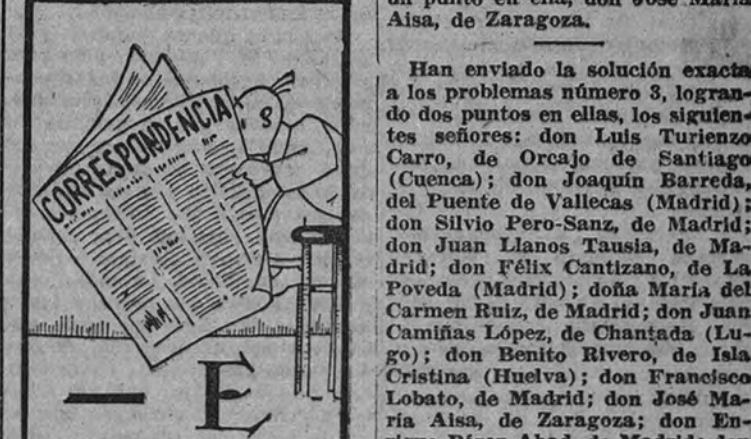 CORRESPONDENCIA
— E
Aisa, de Zaragoza.
Han enviado la solución exacta
a los problemas número 3, logran-
do dos puntos en ellas, los siguien-
tes señores: don Luis Turienzo
Carro, de Orcajo de Santiago
(Cuenca); don Joaquín Barreda,
del Puente de Vallecas (Madrid);
don Silvio Pero-Sanz, de Madrid;
don Juan Llanos Tausia, de Ma-
drid; don Félix Cantizano, de La
Poveda (Madrid); doña María del
Carmen Ruiz, de Madrid; don Juan
Camiñas López, de Chantada (Lu-
go); don Benito Rivero, de Isla
Cristina (Huelva); don Francisco
Lobato, de Madrid; don José Ma-
ría Aisa, de Zaragoza; don En-